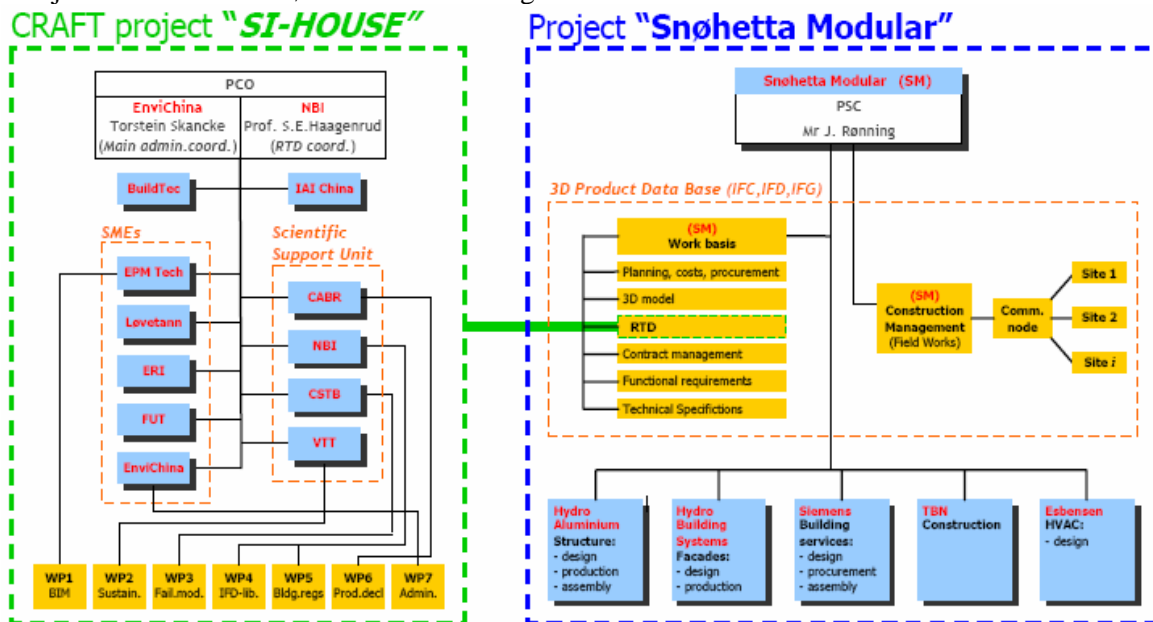 CRAFT project “SI-HOUSE”
PCO
EnviChina
Torstein Skancke
(Main admin.coord.)
NBI
Prof. S.E.Haagenrud
(RTD coord.)
BuildTec
IAI China
SMEs
EPM Tech
Løvetann
ERI
FUT
EnviChina
Scientific
Support Unit
CABR
NBI
CSTB
VTT
WP1
BIM
WP2
Sustain.
WP3
Fail.mod.
WP4
IFD-lib.
WP5
Bldg.regs
WP6
Prod.decl
WP7
Admin.
Project “Snøhetta Modular”
Snøhetta Modular (SM)
PSC
Mr J. Rønning
3D Product Data Base (IFC,IFD,IFG)
(SM)
Work basis
Planning, costs, procurement
3D model
RTD
Contract management
Functional requirements
Technical Specifictions
(SM)
Construction
Management
(Field Works)
Comm.
node
Site 1
Site 2
Site i
Hydro
Aluminium
Structure:
- design
- production
- assembly
Hydro
Building
Systems
Facades:
- design
- production
Siemens
Building
services:
- design
- procurement
- assembly
TBN
Construction
Esbensen
HVAC:
- design